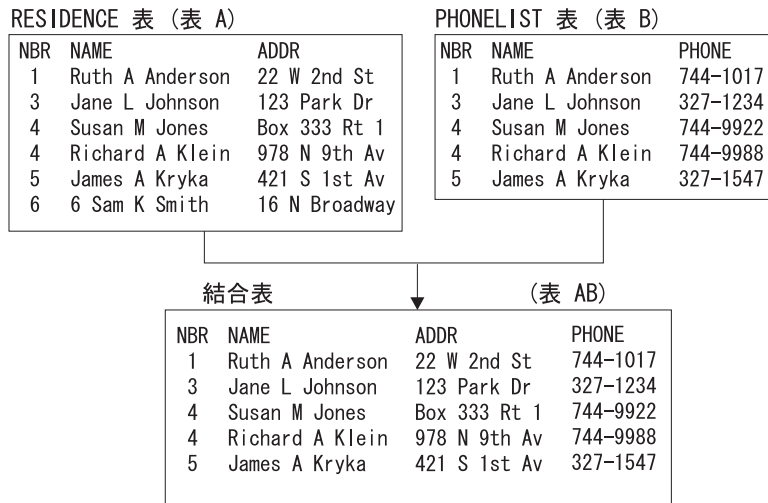 RESIDENCE 表 (表 A)
NBR NAME ADDR
1 Ruth A Anderson 22 W 2nd St
3 Jane L Johnson 123 Park Dr
4 Susan M Jones Box 333 Rt 1
4 Richard A Klein 978 N 9th Av
5 James A Kryka 421 S 1st Av
6 6 Sam K Smith 16 N Broadway
PHONELIST 表 (表 B)
NBR NAME PHONE
1 Ruth A Anderson 744-1017
3 Jane L Johnson 327-1234
4 Susan M Jones 744-9922
4 Richard A Klein 744-9988
5 James A Kryka 327-1547
結合表 (表 AB)
NBR NAME ADDR PHONE
1 Ruth A Anderson 22 W 2nd St 744-1017
3 Jane L Johnson 123 Park Dr 327-1234
4 Susan M Jones Box 333 Rt 1 744-9922
4 Richard A Klein 978 N 9th Av 744-9988
5 James A Kryka 421 S 1st Av 327-1547